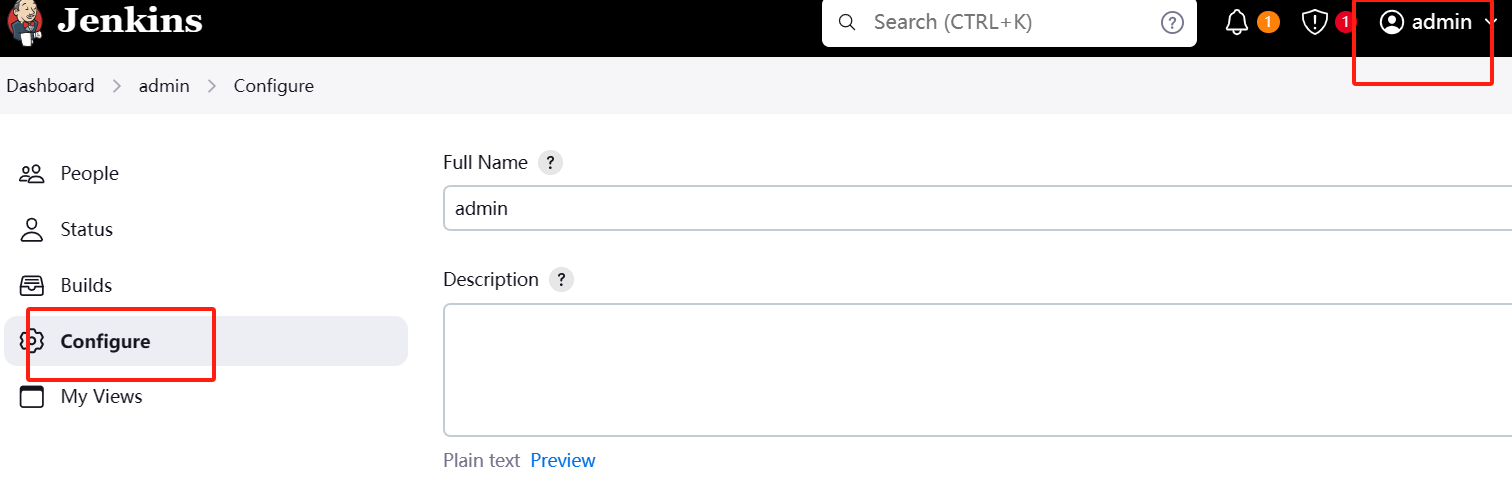 Jenkins
Search (CTRL+K) ?
1
1
admin
Dashboard > admin > Configure
People
Status
Builds
Configure
My Views
Full Name ?
admin
Description ?
Plain text Preview